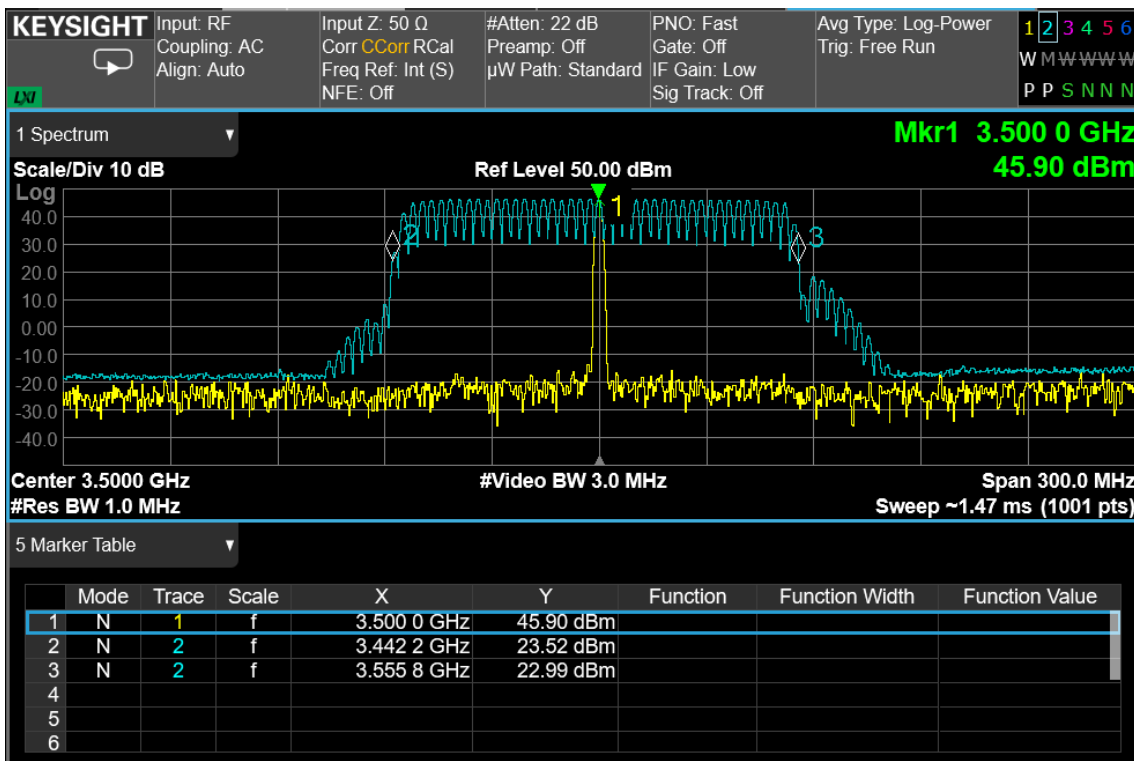 KEYSIGHT Input: RF Input Z: 50 Ω #Atten: 22 dB PNO: Fast Avg Type: Log-Power 1 2 3 4 5 6
Coupling: AC Corr CCorr RCal Preamp: Off Gate: Off Trig: Free Run
Align: Auto Freq Ref: Int (S) µW Path: Standard IF Gain: Low W M W W W W
LXI NFE: Off Sig Track: Off P P S N N N
1 Spectrum Mkr1 3.500 0 GHz
Scale/Div 10 dB Ref Level 50.00 dBm 45.90 dBm
Log
40.0
30.0
20.0
10.0
0.00
-10.0
-20.0
-30.0
-40.0
1
2
3
Center 3.5000 GHz #Video BW 3.0 MHz Span 300.0 MHz
#Res BW 1.0 MHz Sweep ~1.47 ms (1001 pts)
5 Marker Table
Mode Trace Scale X Y Function Function Width Function Value
1 N 1 f 3.500 0 GHz 45.90 dBm
2 N 2 f 3.442 2 GHz 23.52 dBm
3 N 2 f 3.555 8 GHz 22.99 dBm
4
5
6